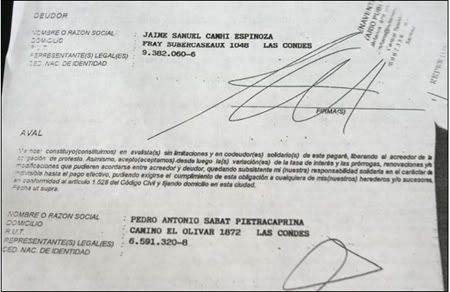 DEUDOR
NOMBRE O RAZON SOCIAL : JAIME SANUEL CANHI ESPINOZA
DOMICILIO : FRAY SUBERCASKEAUX 1048 LAS CONDES
R.U.T. : 9.382.060-6
REPRESENTANTE(S) LEGAL(ES) :
CED. NAC. DE IDENTIDAD :
FIRMA(S)
AVAL
constituyo(constituimos) en avalista(s) sin limitaciones y en codeudor(es) solidario(s) de este pagaré, liberando al acreedor de la
obligación de protesto. Asimismo, acepto(aceptamos) desde luego la(s) variación(es) de la tasa de interés y las prórrogas, renovaciones y/o
modificaciones que pudieren acordarse entre acreedor y deudor, quedando subsistente mi (nuestra) responsabilidad solidaria en el carácter de
indivisible hasta el pago efectivo, pudiendo exigirse el cumplimiento de esta obligación a cualquiera de mis(nuestros) herederos y/o sucesores,
en conformidad al artículo 1.528 del Código Civil y fijando domicilio en esta ciudad.
Fecha ut supra.
NOMBRE O RAZON SOCIAL : PEDRO ANTONIO SABAT PIETRACAPRINA
DOMICILIO : CAMINO EL OLIVAR 1872 LAS CONDES
R.U.T. : 6.591.320-8
REPRESENTANTE(S) LEGAL(ES) :
CED. NAC. DE IDENTIDAD :